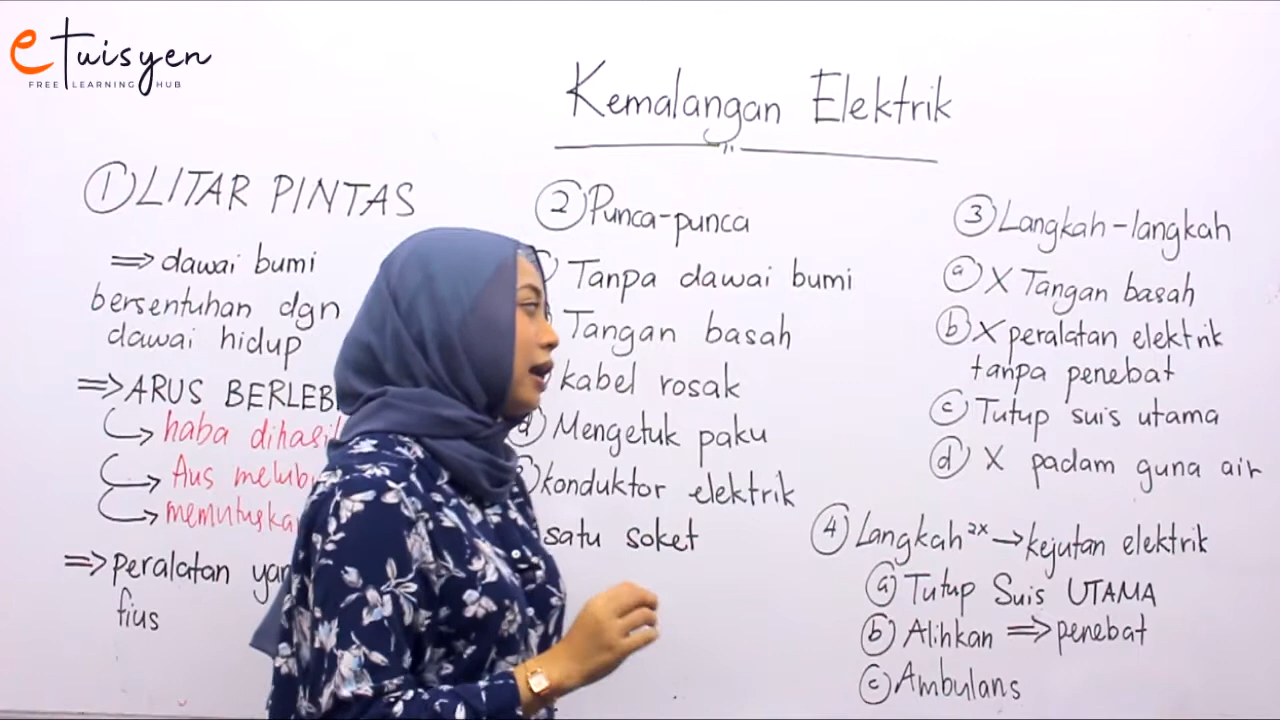 e Tuisyen
FREE LEARNING HUB
Kemalangan Elektrik
① LITAR PINTAS
⇒ dawai bumi
bersentuhan dgn
dawai hidup
⇒ ARUS BERLEB
↳ haba dihasil
↳ Aus
↳ memutuska
⇒ peralatan yan
fius
② Punca-punca
Tanpa dawai bumi
Tangan basah
kabel rosak
d Mengetuk paku
konduktor elektrik
satu soket
③ Langkah-langkah
ⓐ X Tangan basah
ⓑ X peralatan elektrik
tanpa penebat
ⓒ Tutup suis utama
ⓓ X padam guna air
④ Langkah2x → kejutan elektrik
ⓐ Tutup Suis UTAMA
ⓑ Alihkan ⇒ penebat
ⓒ Ambulans